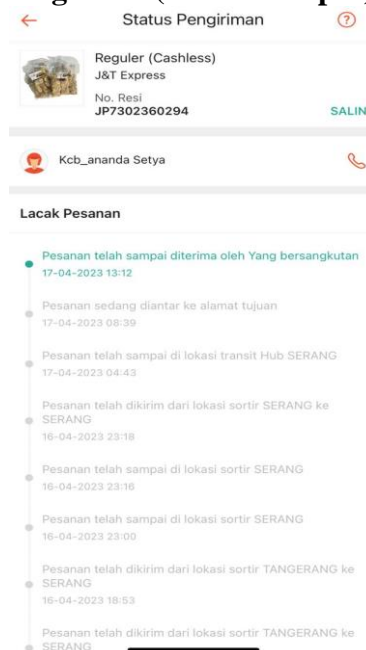 Status Pengiriman
?
Reguler (Cashless)
J&T Express
No. Resi
JP7302360294
SALIN
Kcb_ananda Setya
Lacak Pesanan
Pesanan telah sampai diterima oleh Yang bersangkutan
17-04-2023 13:12
Pesanan sedang diantar ke alamat tujuan
17-04-2023 08:39
Pesanan telah sampai di lokasi transit Hub SERANG
17-04-2023 04:43
Pesanan telah dikirim dari lokasi sortir SERANG ke
SERANG
16-04-2023 23:18
Pesanan telah sampai di lokasi sortir SERANG
16-04-2023 23:16
Pesanan telah sampai di lokasi sortir SERANG
16-04-2023 23:00
Pesanan telah dikirim dari lokasi sortir TANGERANG ke
SERANG
16-04-2023 18:53
Pesanan telah dikirim dari lokasi sortir TANGERANG ke
SERANG